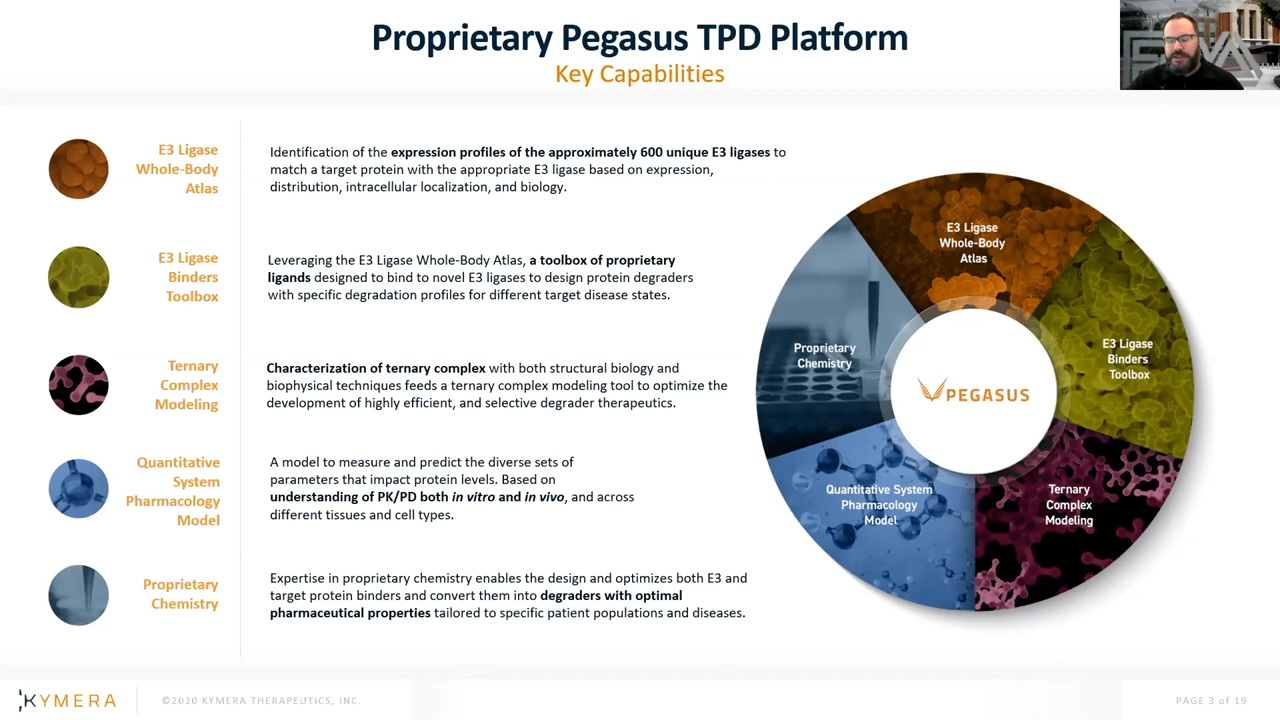 Proprietary Pegasus TPD Platform
Key Capabilities
E3 Ligase
Whole-Body
Atlas
Identification of the expression profiles of the approximately 600 unique E3 ligases to
match a target protein with the appropriate E3 ligase based on expression,
distribution, intracellular localization, and biology.
E3 Ligase
Binders
Toolbox
Leveraging the E3 Ligase Whole-Body Atlas, a toolbox of proprietary
ligands designed to bind to novel E3 ligases to design protein degraders
with specific degradation profiles for different target disease states.
Ternary
Complex
Modeling
Characterization of ternary complex with both structural biology and
biophysical techniques feeds a ternary complex modeling tool to optimize the
development of highly efficient, and selective degrader therapeutics.
Quantitative
System
Pharmacology
Model
A model to measure and predict the diverse sets of
parameters that impact protein levels. Based on
understanding of PK/PD both in vitro and in vivo, and across
different tissues and cell types.
Proprietary
Chemistry
Expertise in proprietary chemistry enables the design and optimizes both E3 and
target protein binders and convert them into degraders with optimal
pharmaceutical properties tailored to specific patient populations and diseases.
E3 Ligase
Whole-Body
Atlas
E3 Ligase
Binders
Toolbox
Ternary
Complex
Modeling
Quantitative System
Pharmacology
Model
Proprietary
Chemistry
PEGASUS
KYMERA
©2020 KYMERA THERAPEUTICS, INC.
PAGE 3 of 19